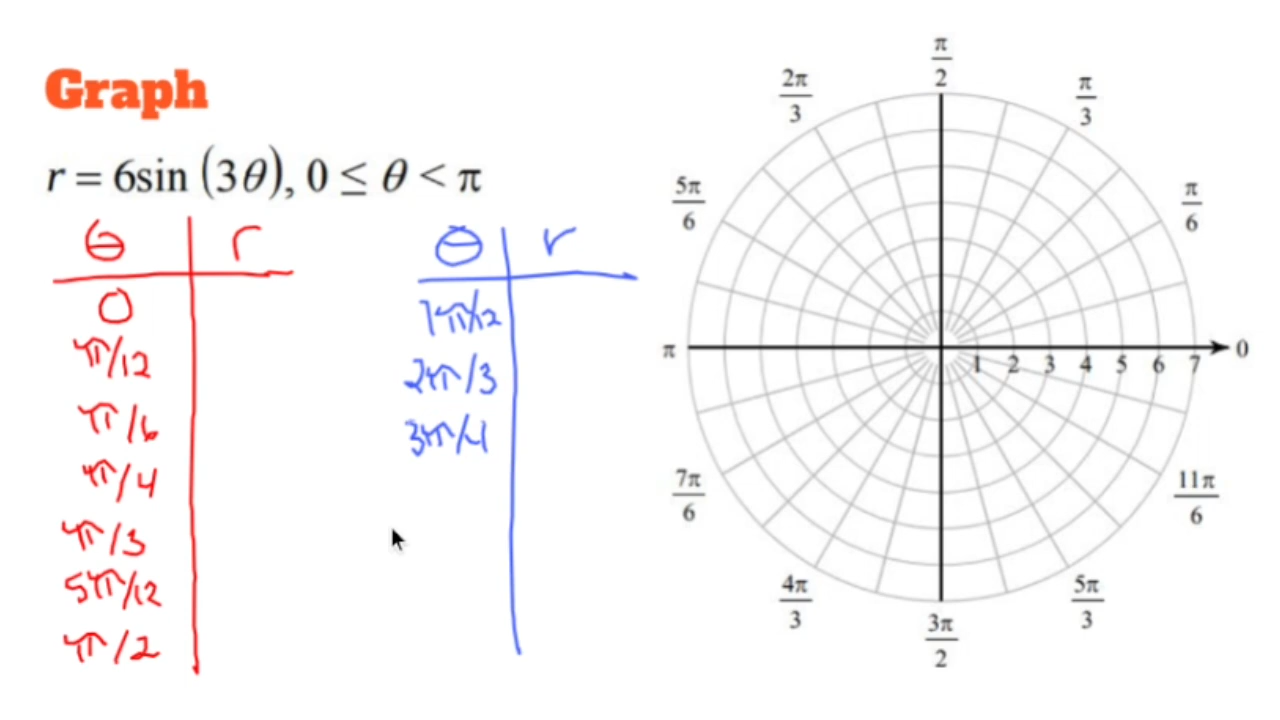 Graph
r = 6sin (3θ), 0 ≤ θ < π
θ r
0
π/12
π/6
π/4
π/3
5π/12
π/2
θ r
7π/12
2π/3
3π/4
π/2
2π/3
π/3
5π/6
π/6
π
1 2 3 4 5 6 7
0
7π/6
11π/6
4π/3
5π/3
3π/2